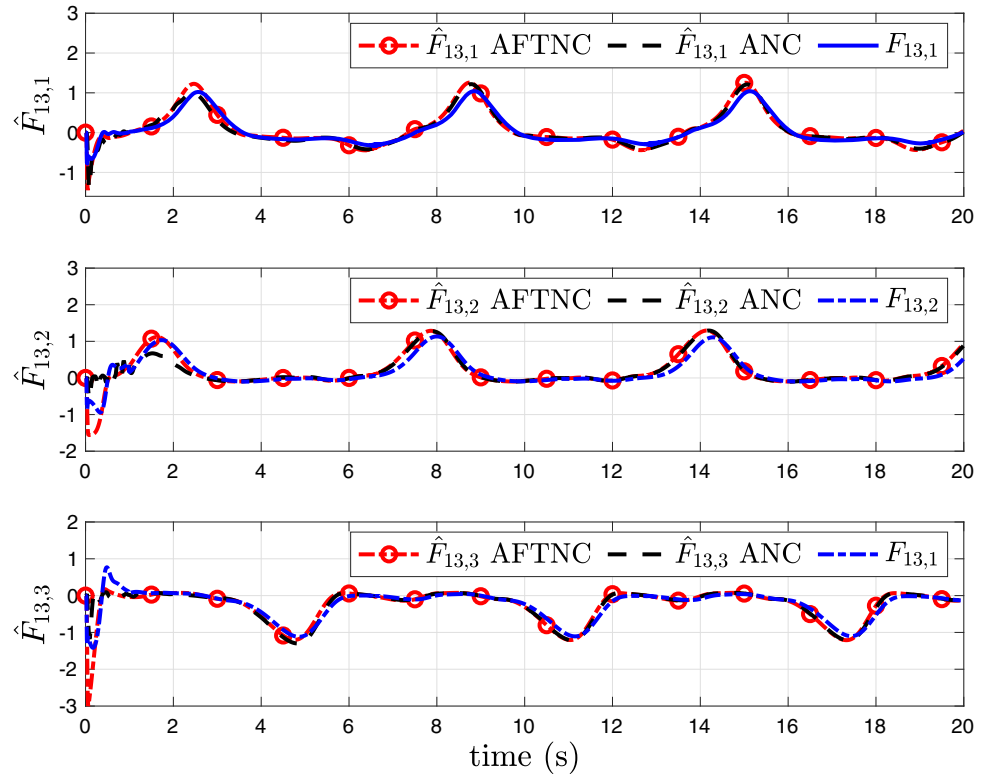 3
F̂13,1 AFTNC F̂13,1 ANC F13,1
2
1
0
-1
F̂13,1
0 2 4 6 8 10 12 14 16 18 20
3
F̂13,2 AFTNC F̂13,2 ANC F13,2
2
1
0
-1
-2
F̂13,2
0 2 4 6 8 10 12 14 16 18 20
2
F̂13,3 AFTNC F̂13,3 ANC F13,1
1
0
-1
-2
-3
F̂13,3
0 2 4 6 8 10 12 14 16 18 20
time (s)